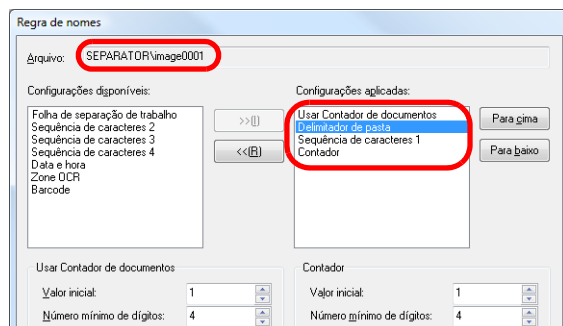 Regra de nomes
Arquivo: SEPARATOR\image0001
Configurações disponíveis:
Folha de separação de trabalho
Sequência de caracteres 2
Sequência de caracteres 3
Sequência de caracteres 4
Data e hora
Zone OCR
Barcode
>>(I)
<<(R)
Configurações aplicadas:
Usar Contador de documentos
Delimitador de pasta
Sequência de caracteres 1
Contador
Para cima
Para baixo
Usar Contador de documentos
Valor inicial: 1
Número mínimo de dígitos: 4
Contador
Valor inicial: 1
Número mínimo de dígitos: 4